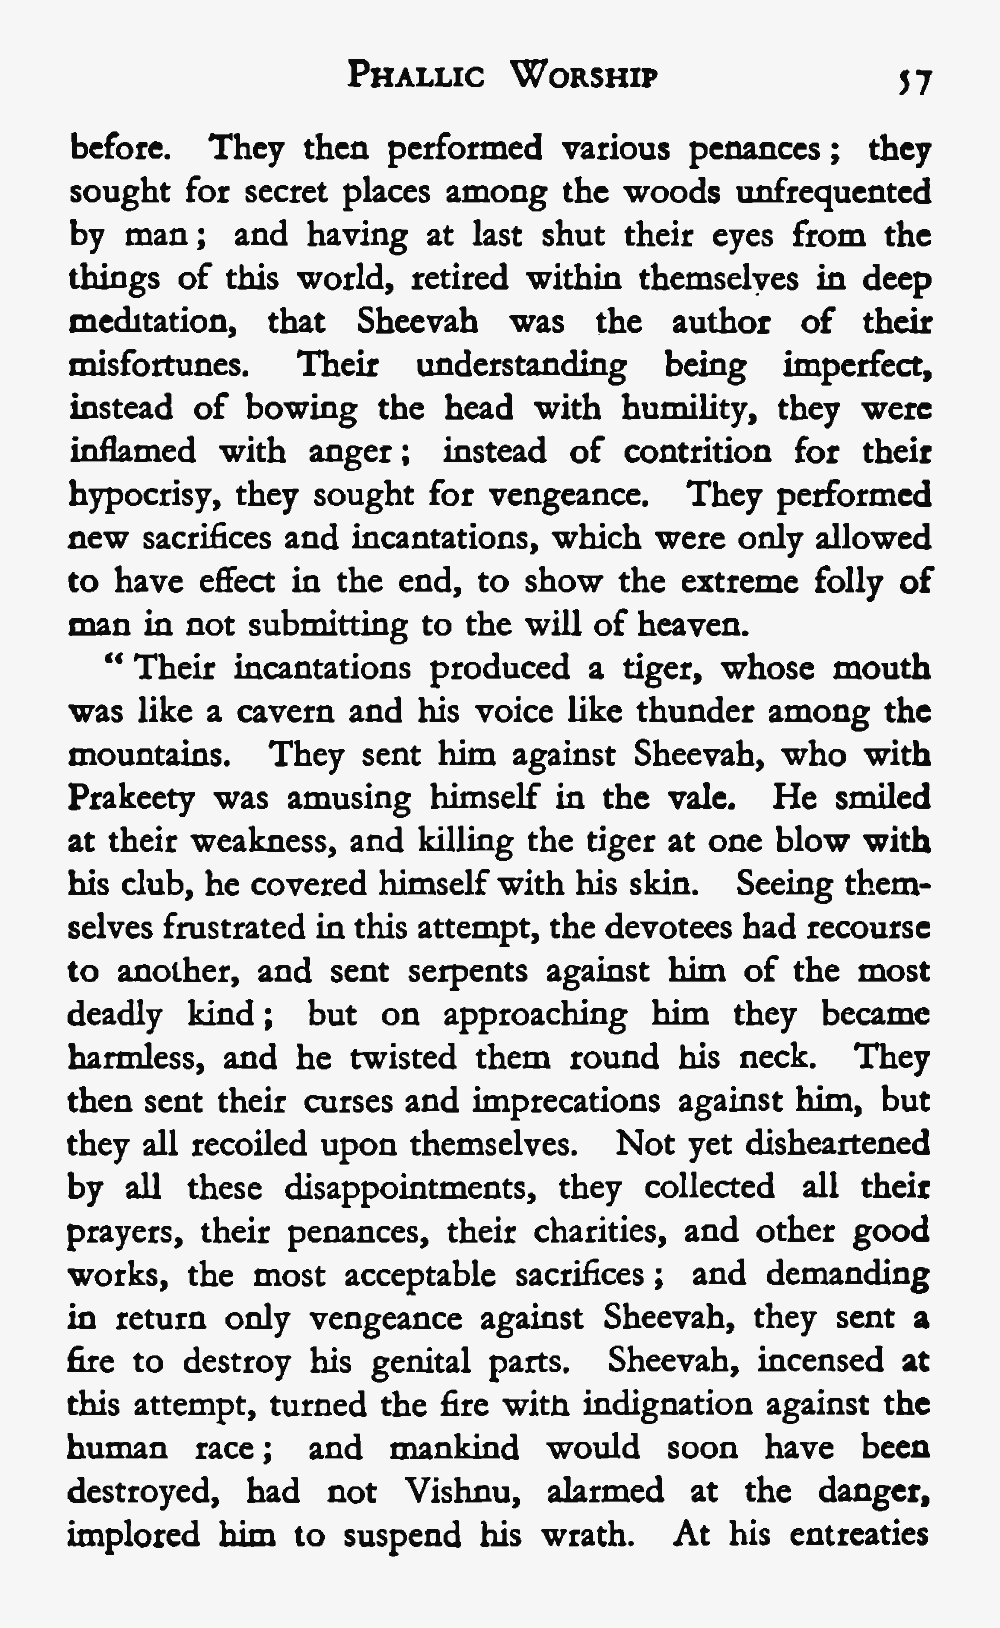 Phallic Worship 57
before. They then performed various penances ; they
sought for secret places among the woods unfrequented
by man ; and having at last shut their eyes from the
things of this world, retired within themselves in deep
meditation, that Sheevah was the author of their
misfortunes. Their understanding being imperfect,
instead of bowing the head with humility, they were
inflamed with anger ; instead of contrition for their
hypocrisy, they sought for vengeance. They performed
new sacrifices and incantations, which were only allowed
to have effect in the end, to show the extreme folly of
man in not submitting to the will of heaven.
“ Their incantations produced a tiger, whose mouth
was like a cavern and his voice like thunder among the
mountains. They sent him against Sheevah, who with
Prakeety was amusing himself in the vale. He smiled
at their weakness, and killing the tiger at one blow with
his club, he covered himself with his skin. Seeing them-
selves frustrated in this attempt, the devotees had recourse
to another, and sent serpents against him of the most
deadly kind ; but on approaching him they became
harmless, and he twisted them round his neck. They
then sent their curses and imprecations against him, but
they all recoiled upon themselves. Not yet disheartened
by all these disappointments, they collected all their
prayers, their penances, their charities, and other good
works, the most acceptable sacrifices ; and demanding
in return only vengeance against Sheevah, they sent a
fire to destroy his genital parts. Sheevah, incensed at
this attempt, turned the fire with indignation against the
human race ; and mankind would soon have been
destroyed, had not Vishnu, alarmed at the danger,
implored him to suspend his wrath. At his entreaties